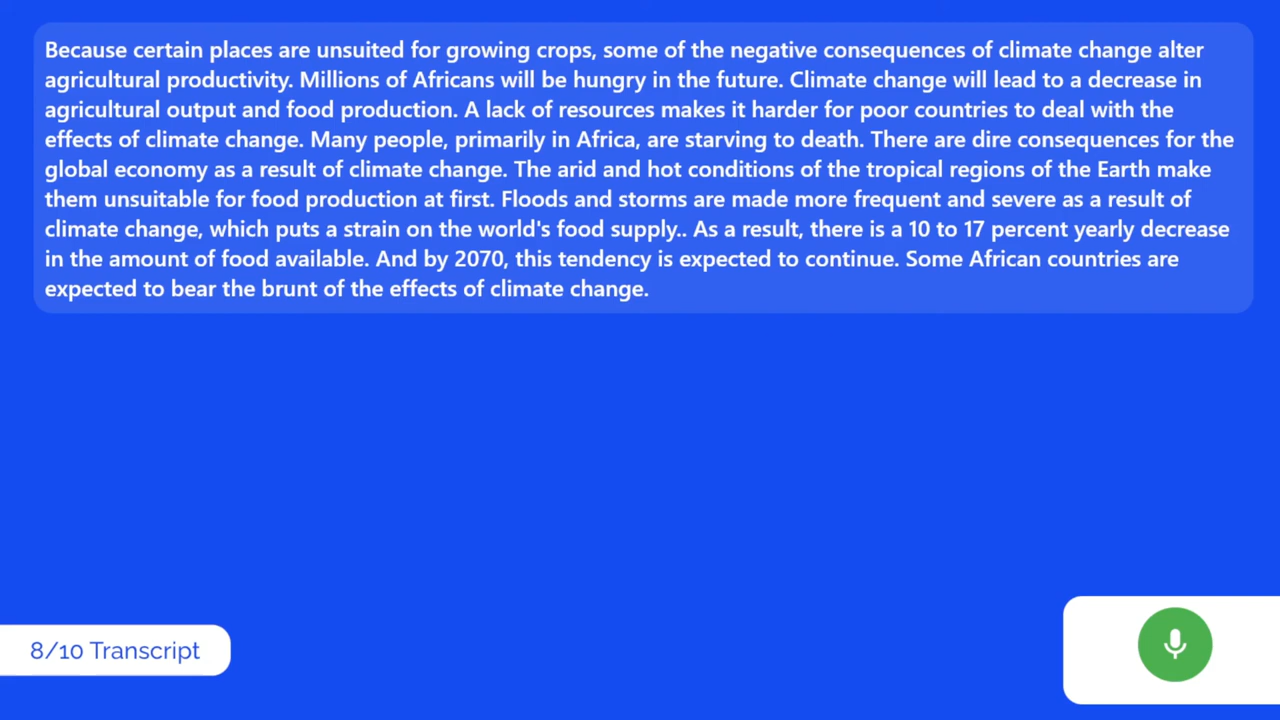 Because certain places are unsuited for growing crops, some of the negative consequences of climate change alter
agricultural productivity. Millions of Africans will be hungry in the future. Climate change will lead to a decrease in
agricultural output and food production. A lack of resources makes it harder for poor countries to deal with the
effects of climate change. Many people, primarily in Africa, are starving to death. There are dire consequences for the
global economy as a result of climate change. The arid and hot conditions of the tropical regions of the Earth make
them unsuitable for food production at first. Floods and storms are made more frequent and severe as a result of
climate change, which puts a strain on the world's food supply.. As a result, there is a 10 to 17 percent yearly decrease
in the amount of food available. And by 2070, this tendency is expected to continue. Some African countries are
expected to bear the brunt of the effects of climate change.
8/10 Transcript